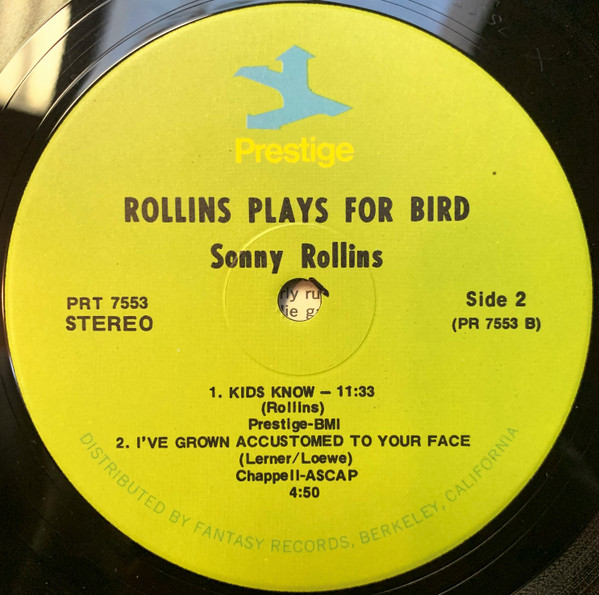 Prestige
ROLLINS PLAYS FOR BIRD
Sonny Rollins
PRT 7553
STEREO
Side 2
(PR 7553 B)
1. KIDS KNOW – 11:33
(Rollins)
Prestige-BMI
2. I'VE GROWN ACCUSTOMED TO YOUR FACE
(Lerner/Loewe)
Chappell-ASCAP
4:50
DISTRIBUTED BY FANTASY RECORDS, BERKELEY, CALIFORNIA